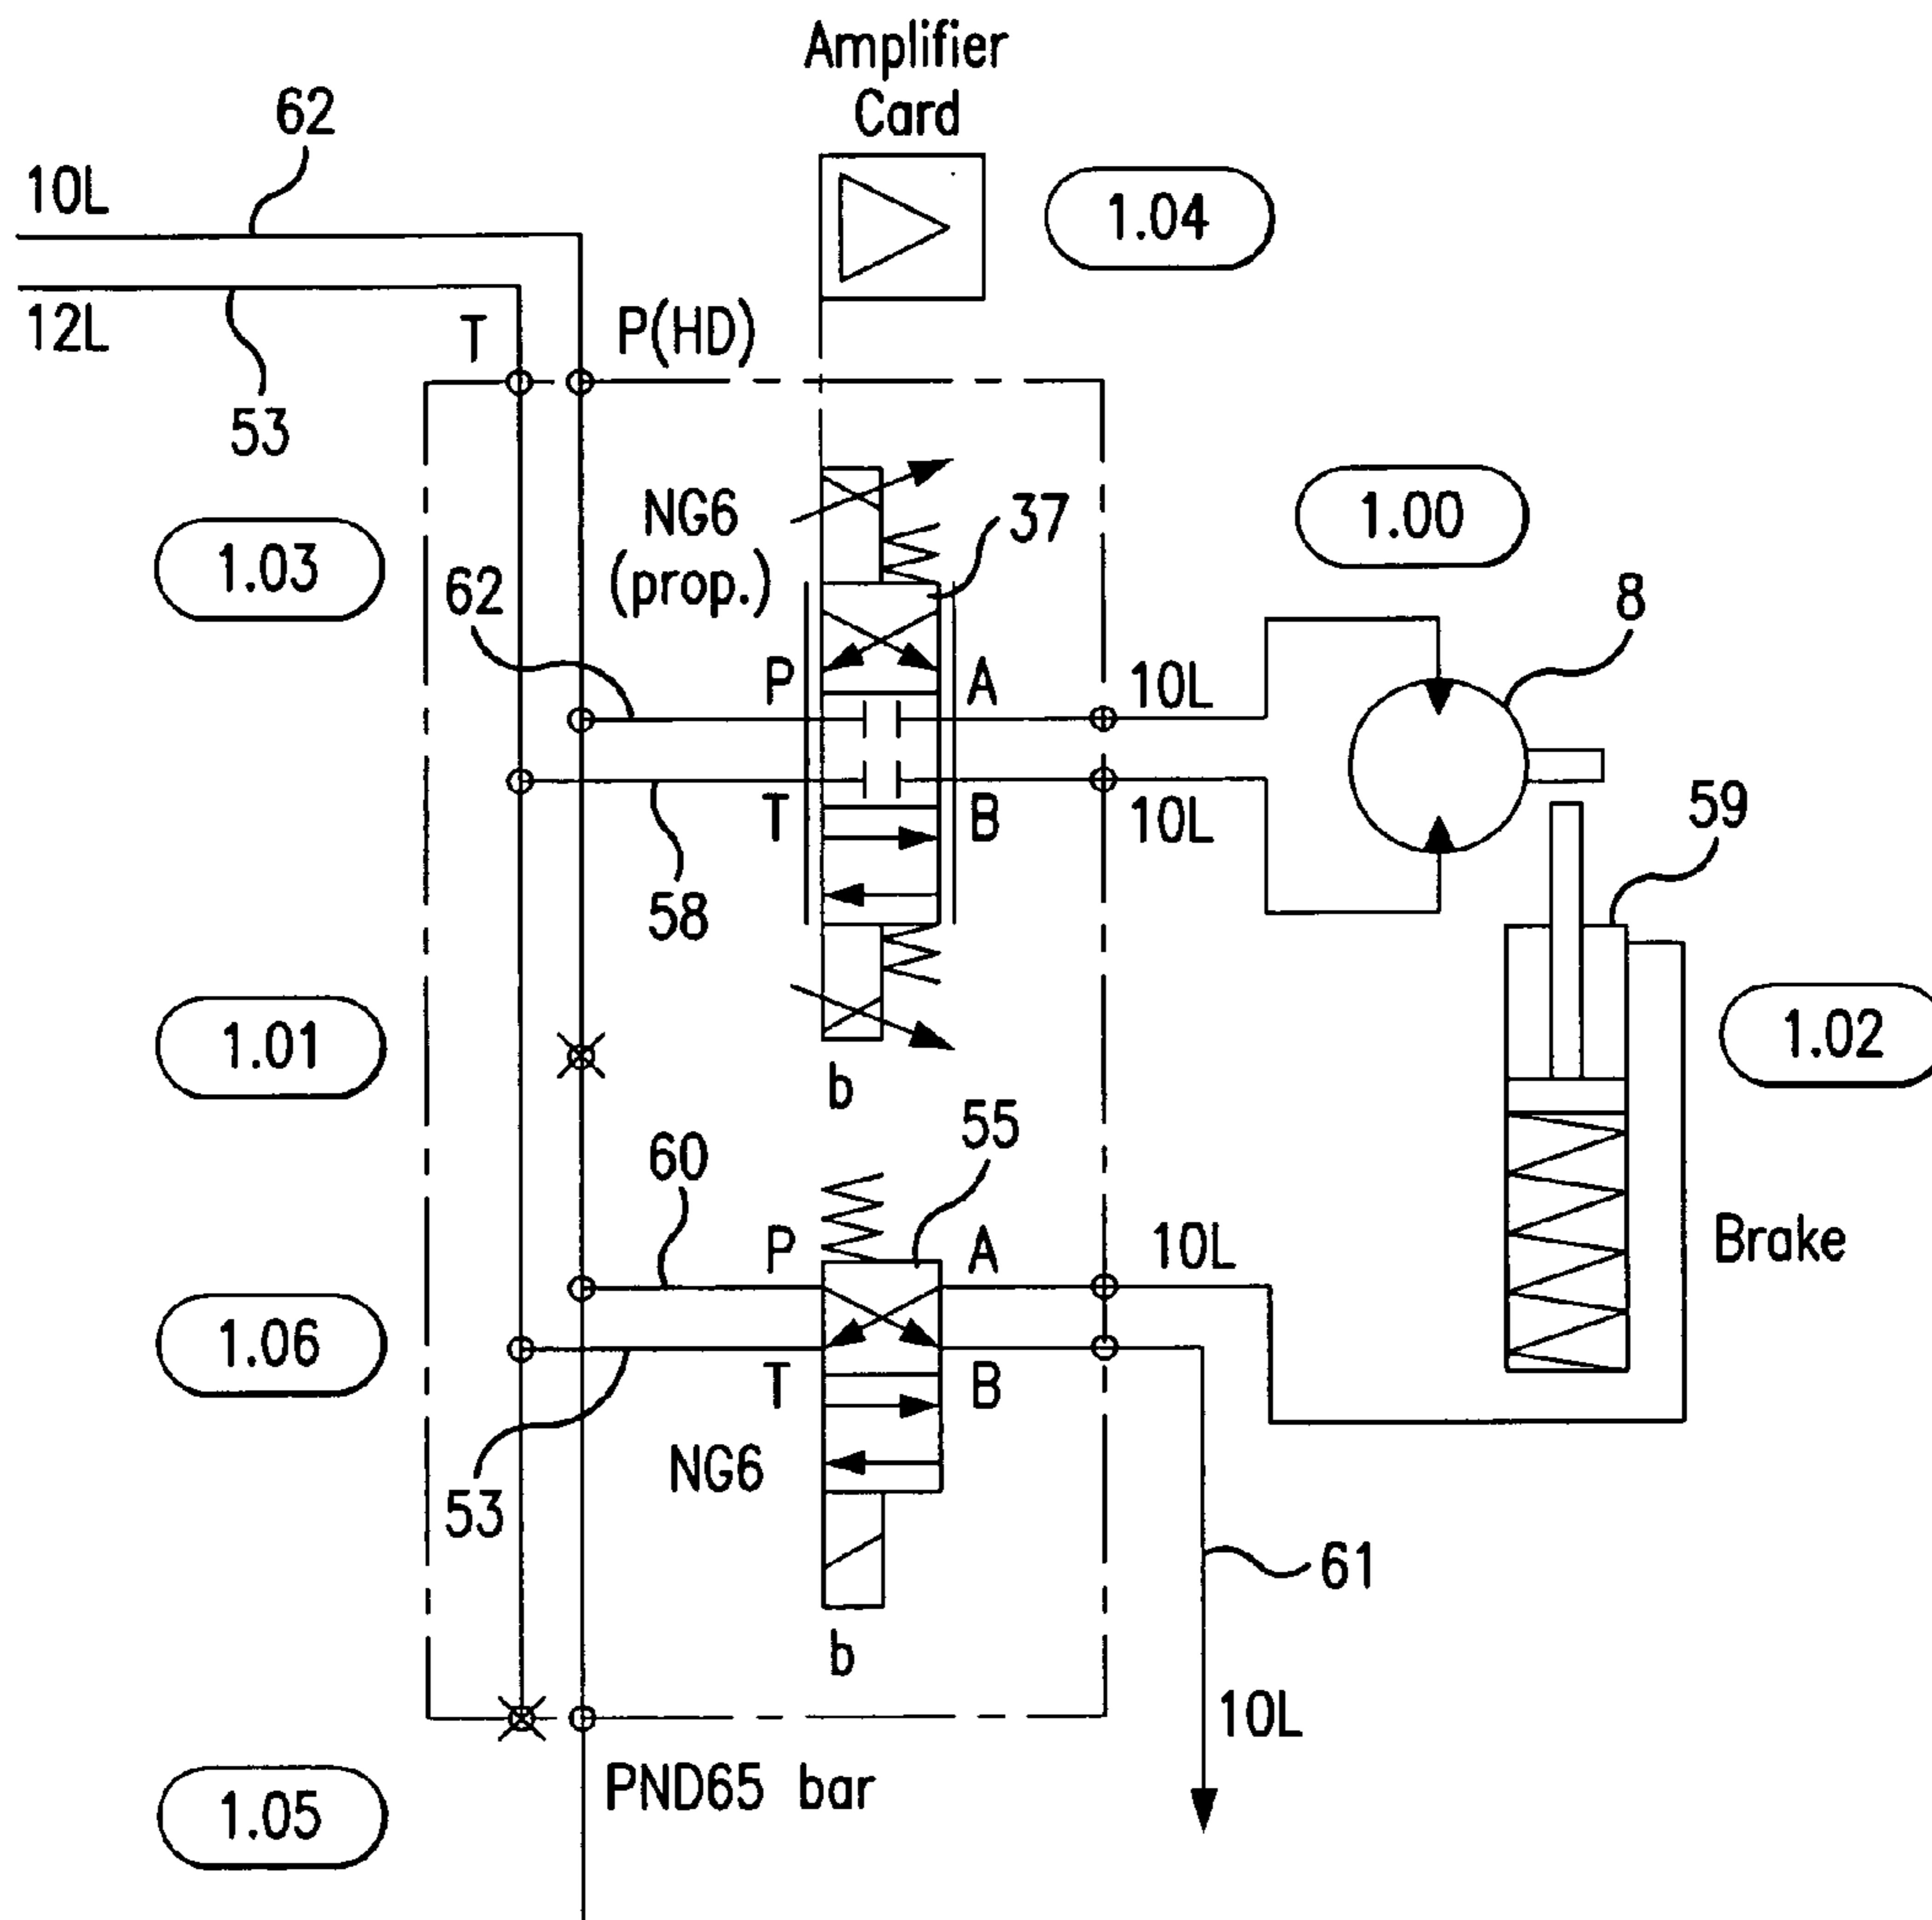 Amplifier
Card
62
10L
1.04
12L
T
P(HD)
53
NG6
(prop.)
37
1.00
1.03
62
8
P
A
10L
T
B
10L
59
58
1.01
1.02
b
55
60
P
A
10L
Brake
1.06
T
B
NG6
53
61
b
10L
PND65 bar
1.05